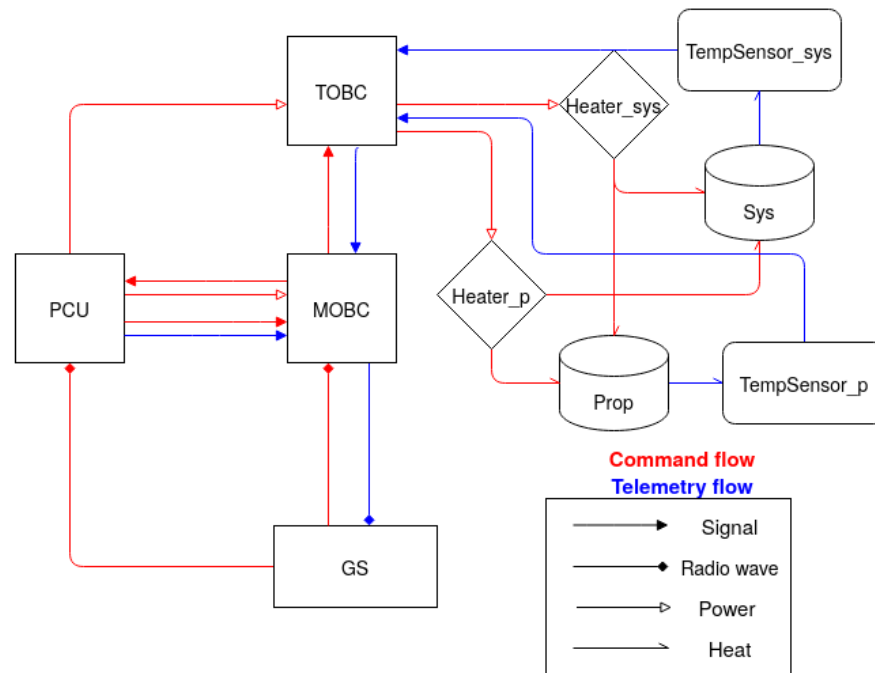 TempSensor_sys
TOBC
Heater_sys
Sys
PCU
MOBC
Heater_p
TempSensor_p
Prop
Command flow
Telemetry flow
Signal
GS
Radio wave
Power
Heat